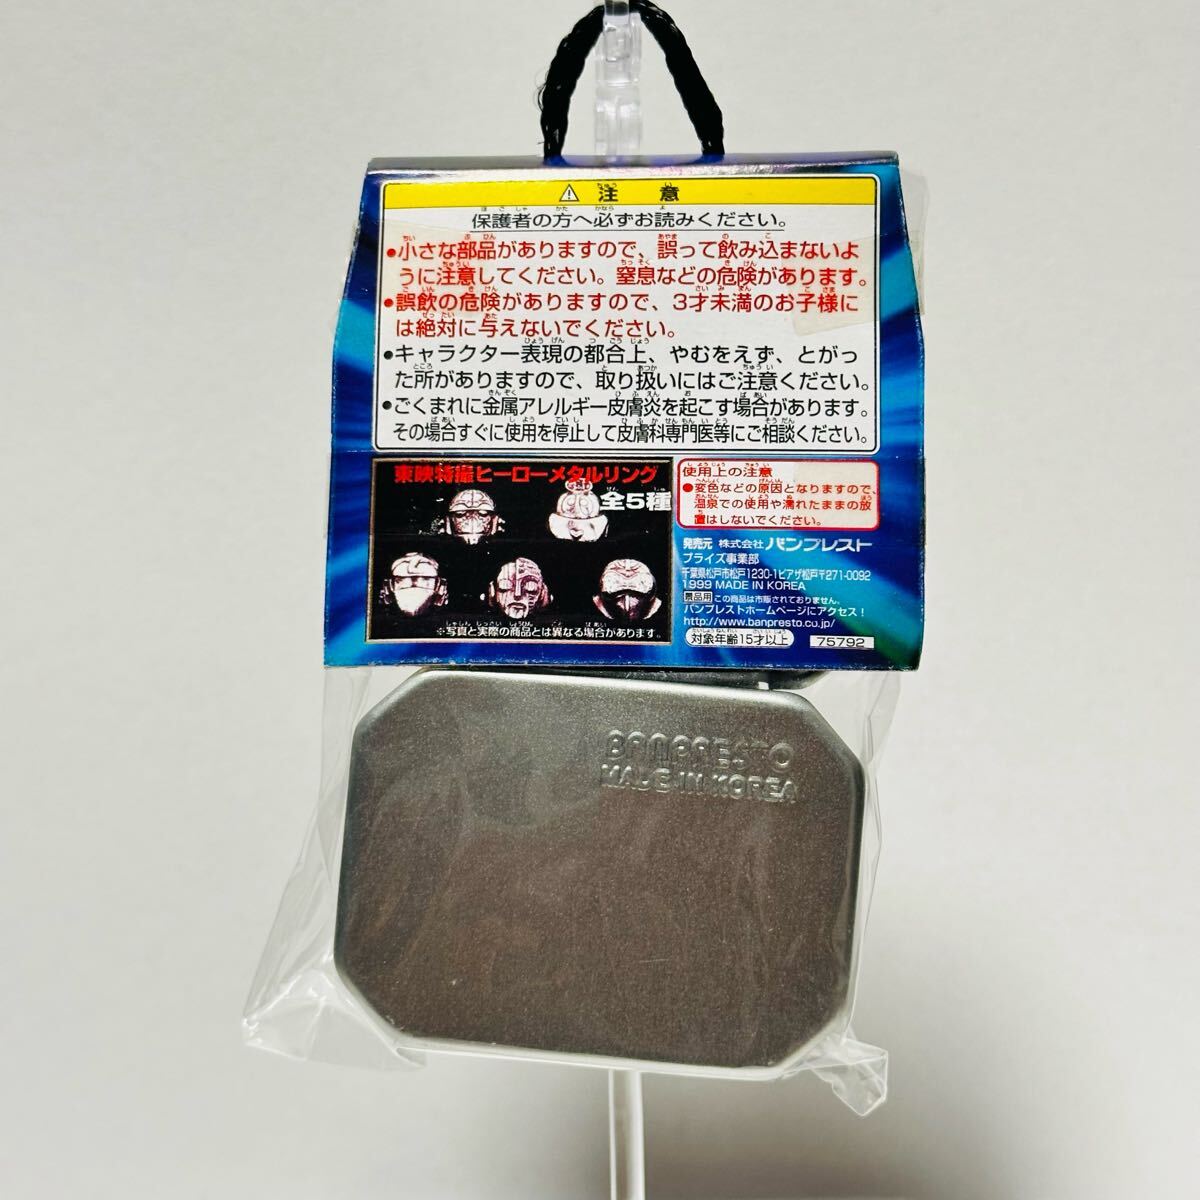 ⚠ 注意
保護者の方へ必ずお読みください。
●小さな部品がありますので、誤って飲み込まないよ
うに注意してください。窒息などの危険があります。
●誤飲の危険がありますので、3才未満のお子様に
は絶対に与えないでください。
●キャラクター表現の都合上、やむをえず、とがっ
た所がありますので、取り扱いにはご注意ください。
●ごくまれに金属アレルギー皮膚炎を起こす場合があります。
その場合すぐに使用を停止して皮膚科専門医等にご相談ください。
東映特撮ヒーローメタルリング
全5種
※写真と実際の商品とは異なる場合があります。
使用上の注意
●変色などの原因となりますので、
温泉での使用や濡れたままの放
置はしないでください。
発売元 株式会社 バンプレスト
プライズ事業部
千葉県松戸市松戸1230-1ピアザ松戸〒271-0092
1999 MADE IN KOREA
景品用 この商品は市販されておりません。
バンプレストホームページにアクセス!
http://www.banpresto.co.jp/
対象年齢15才以上 75792
BANPRESTO
MADE IN KOREA